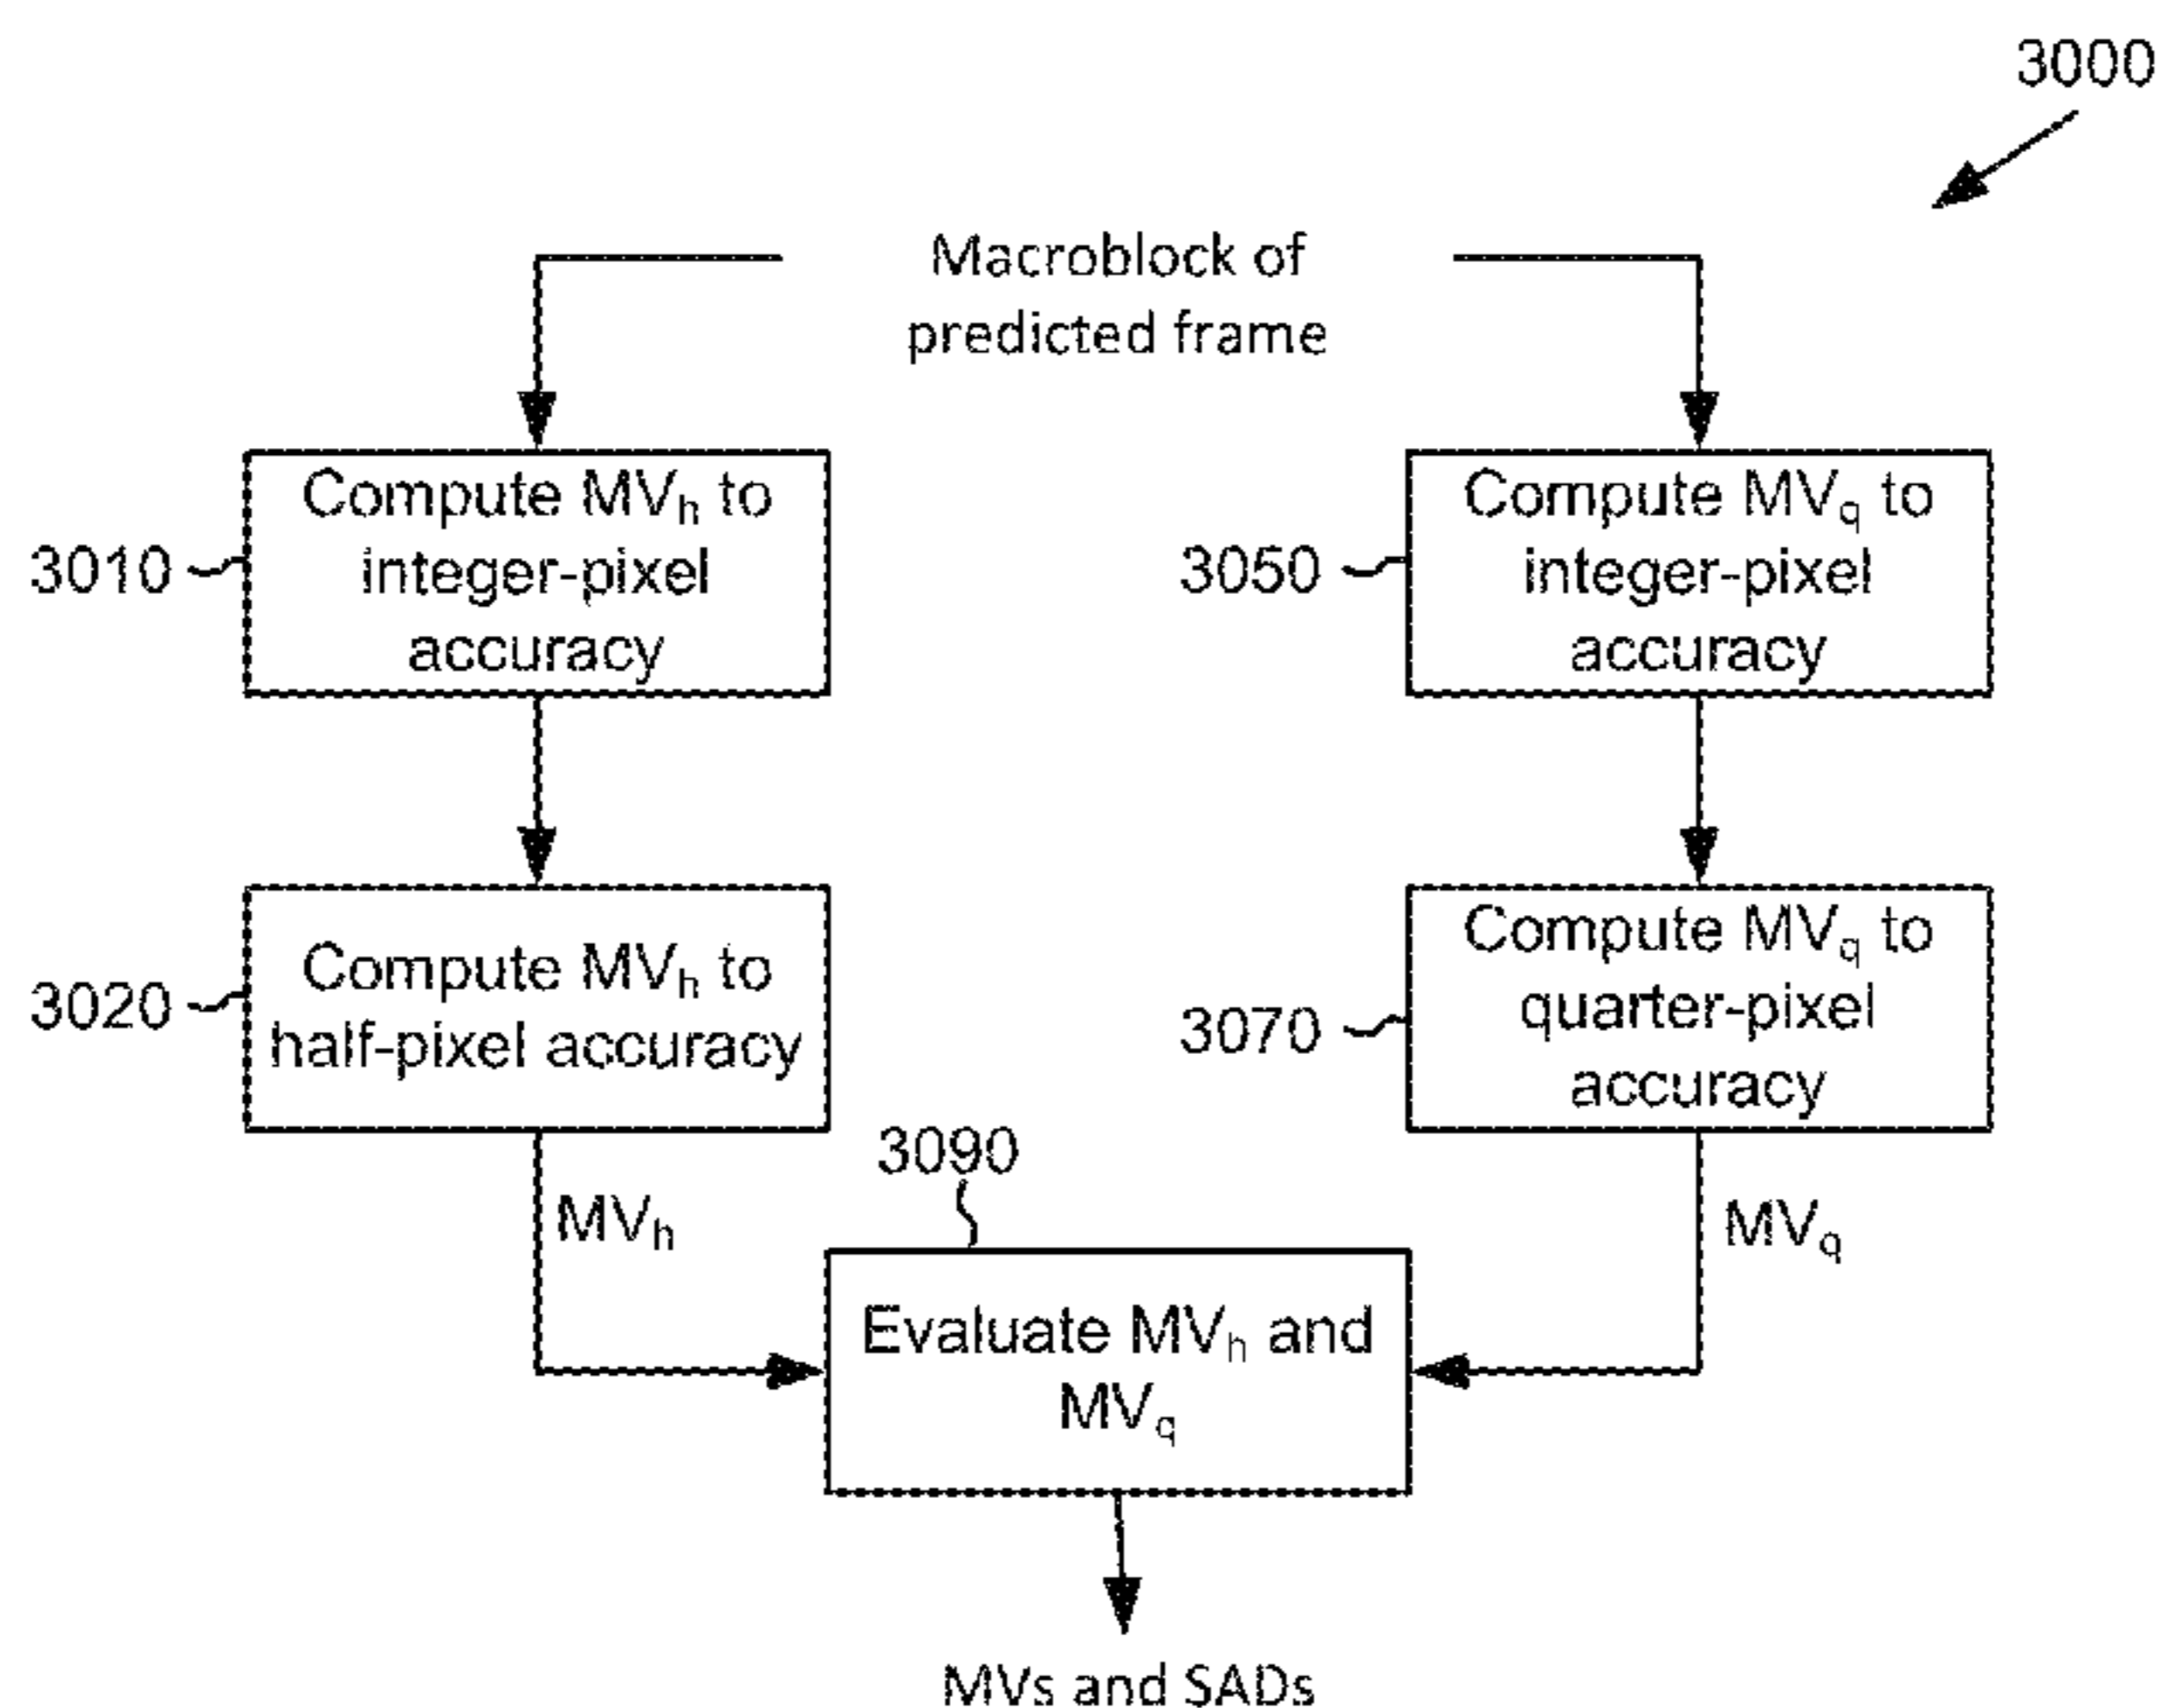 3000
Macroblock of
predicted frame
3010
Compute MVh to
integer-pixel
accuracy
3050
Compute MVq to
integer-pixel
accuracy
3020
Compute MVh to
half-pixel accuracy
3070
Compute MVq to
quarter-pixel
accuracy
MVh
3090
MVq
Evaluate MVh and
MVq
MVs and SADs